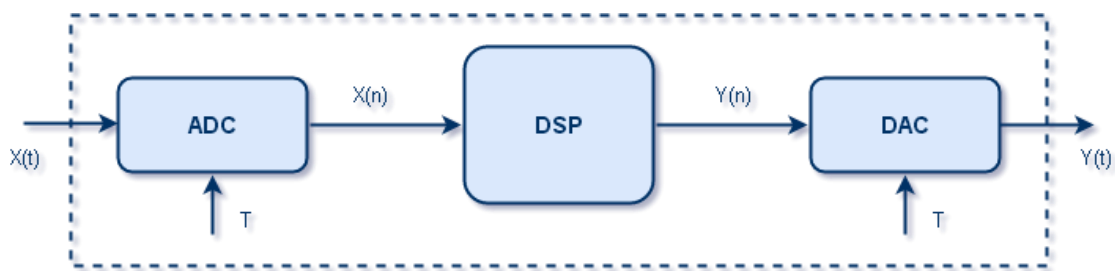 X(t)
ADC
T
X(n)
DSP
Y(n)
DAC
T
Y(t)